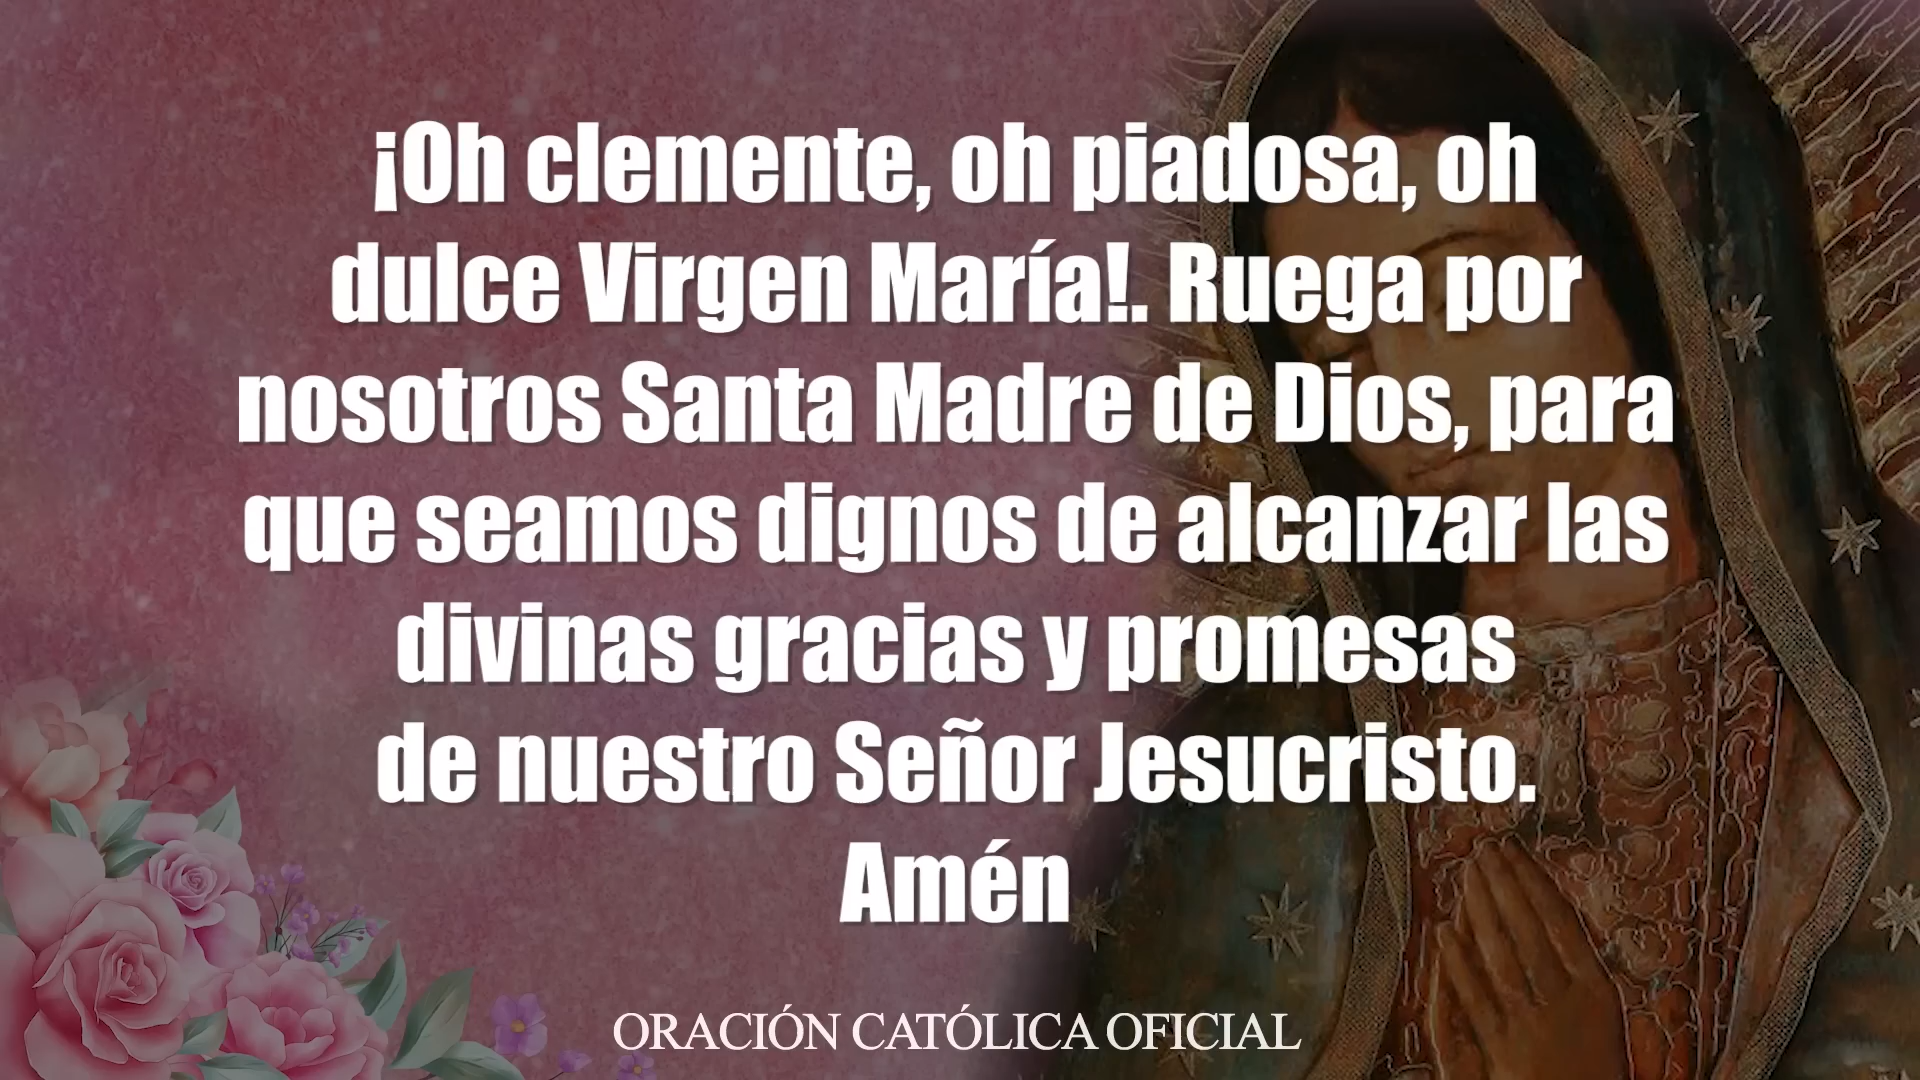 ¡Oh clemente, oh piadosa, oh
dulce Virgen María!. Ruega por
nosotros Santa Madre de Dios, para
que seamos dignos de alcanzar las
divinas gracias y promesas
de nuestro Señor Jesucristo.
Amén
ORACIÓN CATÓLICA OFICIAL